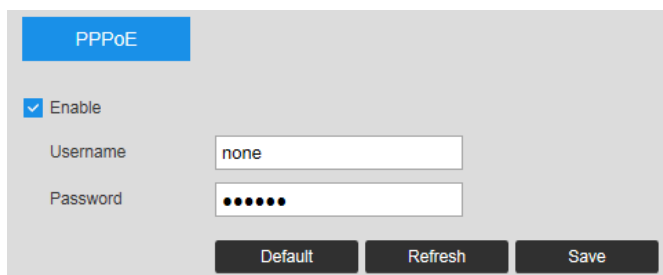 PPPoE
Enable
Username none
Password ●●●●●●
Default Refresh Save